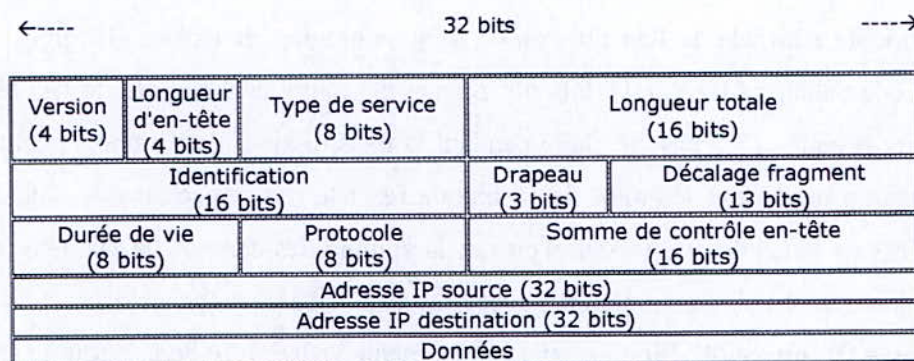 32 bits
Version
(4 bits)
Longueur
d'en-tête
(4 bits)
Type de service
(8 bits)
Longueur totale
(16 bits)
Identification
(16 bits)
Drapeau
(3 bits)
Décalage fragment
(13 bits)
Durée de vie
(8 bits)
Protocole
(8 bits)
Somme de contrôle en-tête
(16 bits)
Adresse IP source (32 bits)
Adresse IP destination (32 bits)
Données